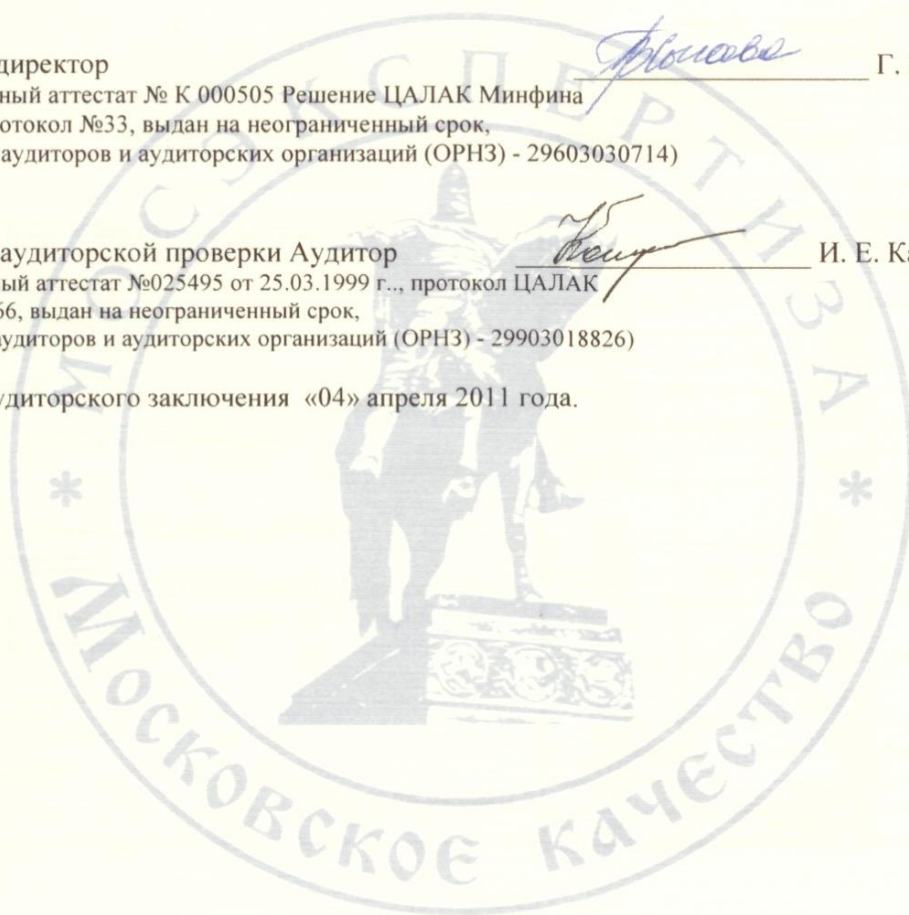 директор Г.
ный аттестат № К 000505 Решение ЦАЛАК Минфина
отокол №33, выдан на неограниченный срок,
аудиторов и аудиторских организаций (ОРНЗ) - 29603030714)
аудиторской проверки Аудитор И. Е. Ка
ый аттестат №025495 от 25.03.1999 г.., протокол ЦАЛАК
66, выдан на неограниченный срок,
аудиторов и аудиторских организаций (ОРНЗ) - 29903018826)
удиторского заключения «04» апреля 2011 года.
* МОСЭКСПЕРТИЗА *
МОСКОВСКОЕ КАЧЕСТВО